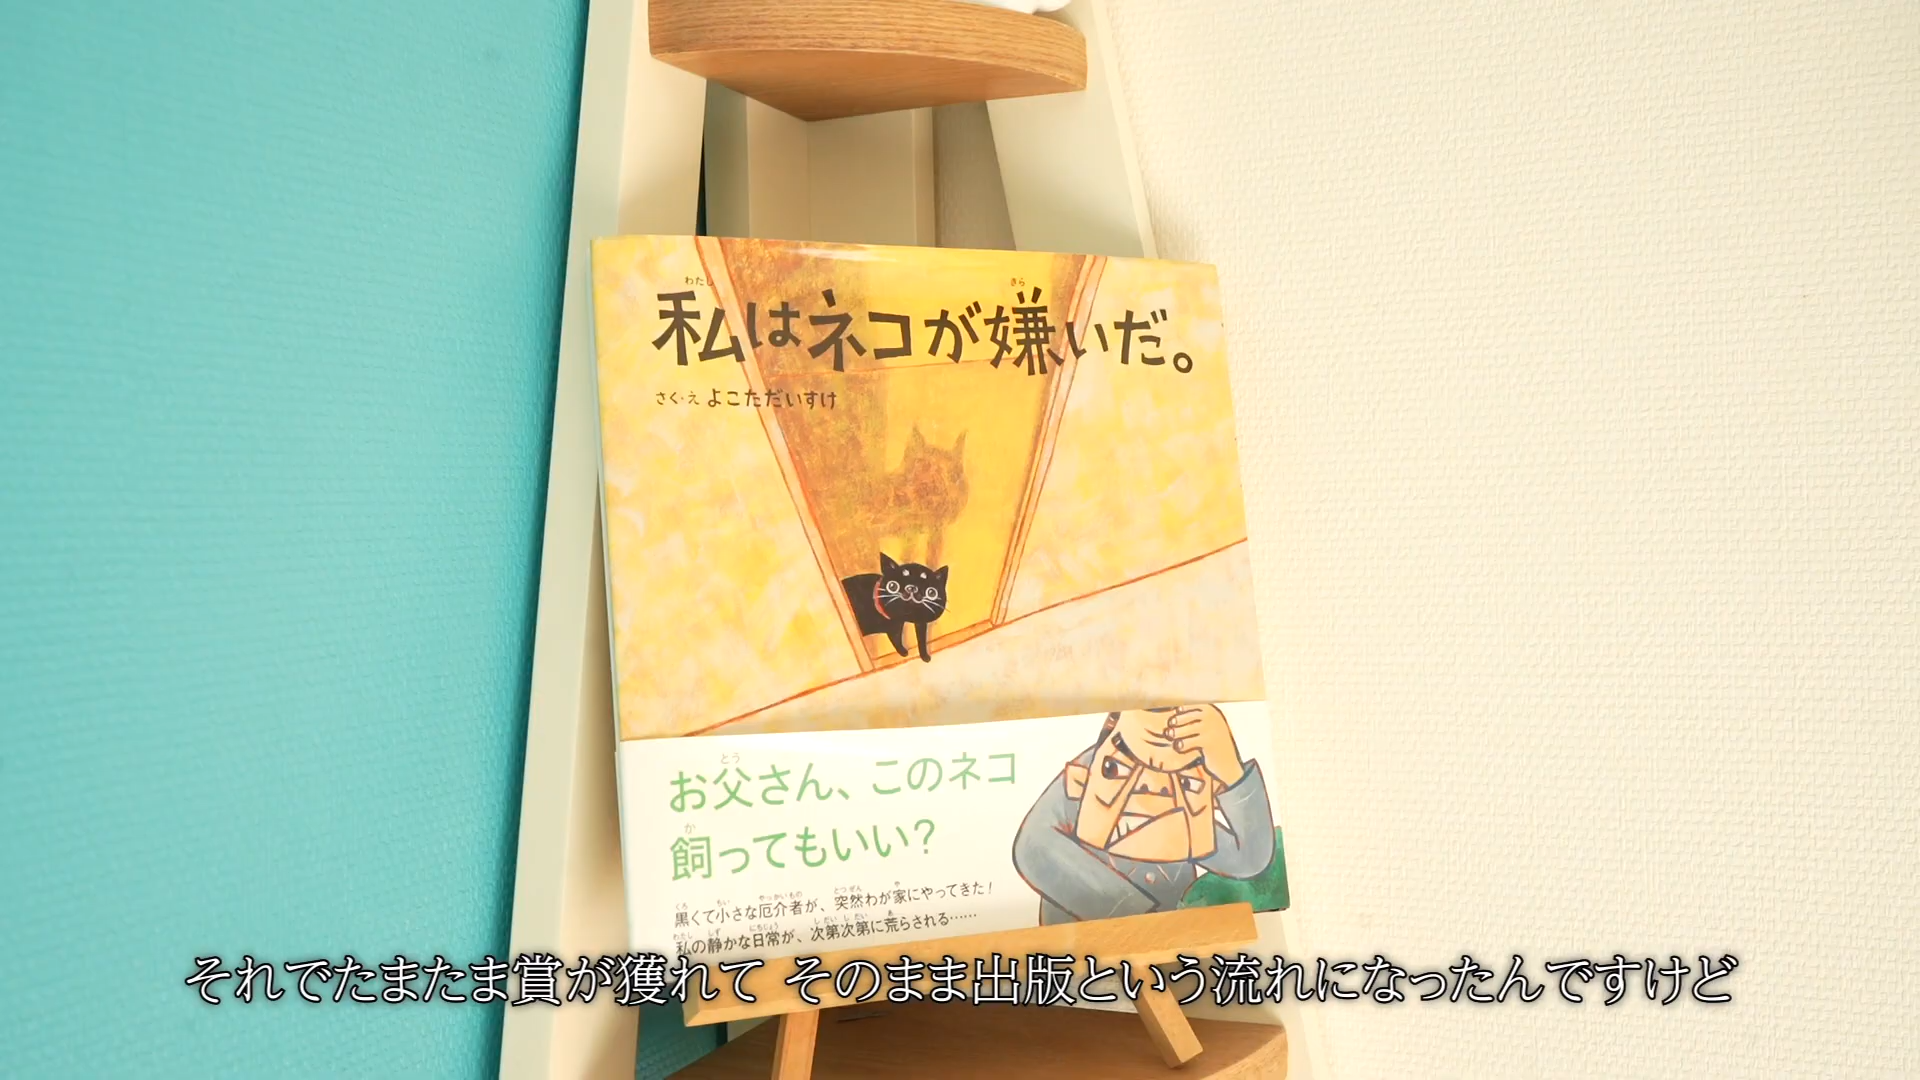 私はネコが嫌いだ。
さく・え よこただいすけ
お父さん、このネコ
飼ってもいい?
黒くて小さな厄介者が、突然わが家にやってきた!
私の静かな日常が、次第次第に荒らされる……
それでたまたま賞が獲れて そのまま出版という流れになったんですけど